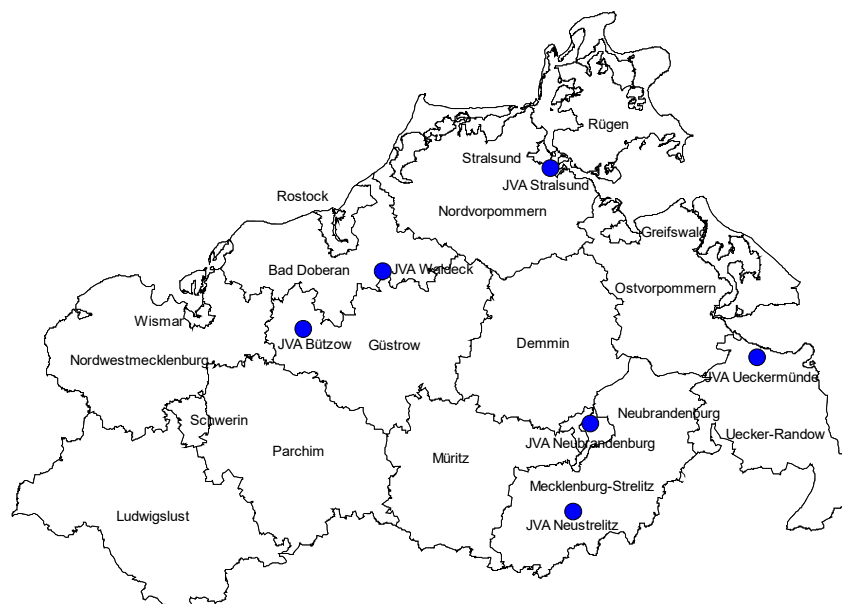 Rügen
Stralsund
JVA Stralsund
Rostock
Nordvorpommern
Greifswald
Bad Doberan
JVA Waldeck
Ostvorpommern
Wismar
JVA Bützow
Güstrow
Demmin
Nordwestmecklenburg
JVA Ueckermünde
Schwerin
Neubrandenburg
Uecker-Randow
JVA Neubrandenburg
Parchim
Müritz
Mecklenburg-Strelitz
Ludwigslust
JVA Neustrelitz